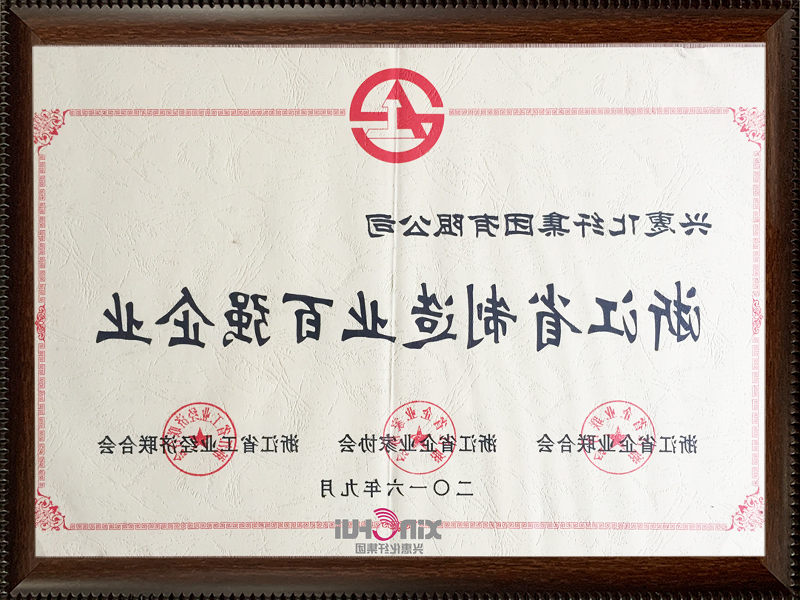 兴惠化纤集团有限公司
浙江省制造业百强企业
浙江省企业联合会 浙江省企业家协会 浙江省工业经济联合会
二〇一六年九月
XINGHUI
兴惠化纤集团